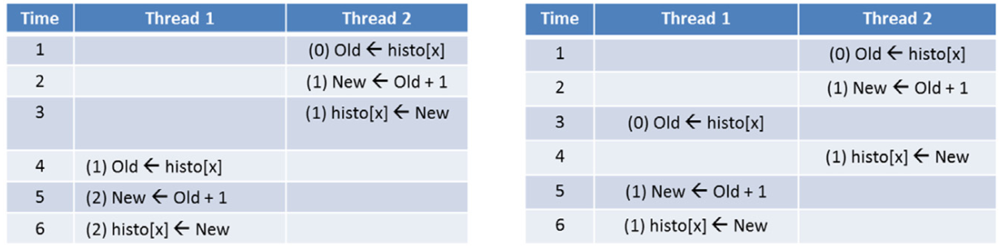 Time Thread 1 Thread 2
1 (0) Old ← histo[x]
2 (1) New ← Old + 1
3 (1) histo[x] ← New
4 (1) Old ← histo[x]
5 (2) New ← Old + 1
6 (2) histo[x] ← New
Time Thread 1 Thread 2
1 (0) Old ← histo[x]
2 (1) New ← Old + 1
3 (0) Old ← histo[x]
4 (1) histo[x] ← New
5 (1) New ← Old + 1
6 (1) histo[x] ← New